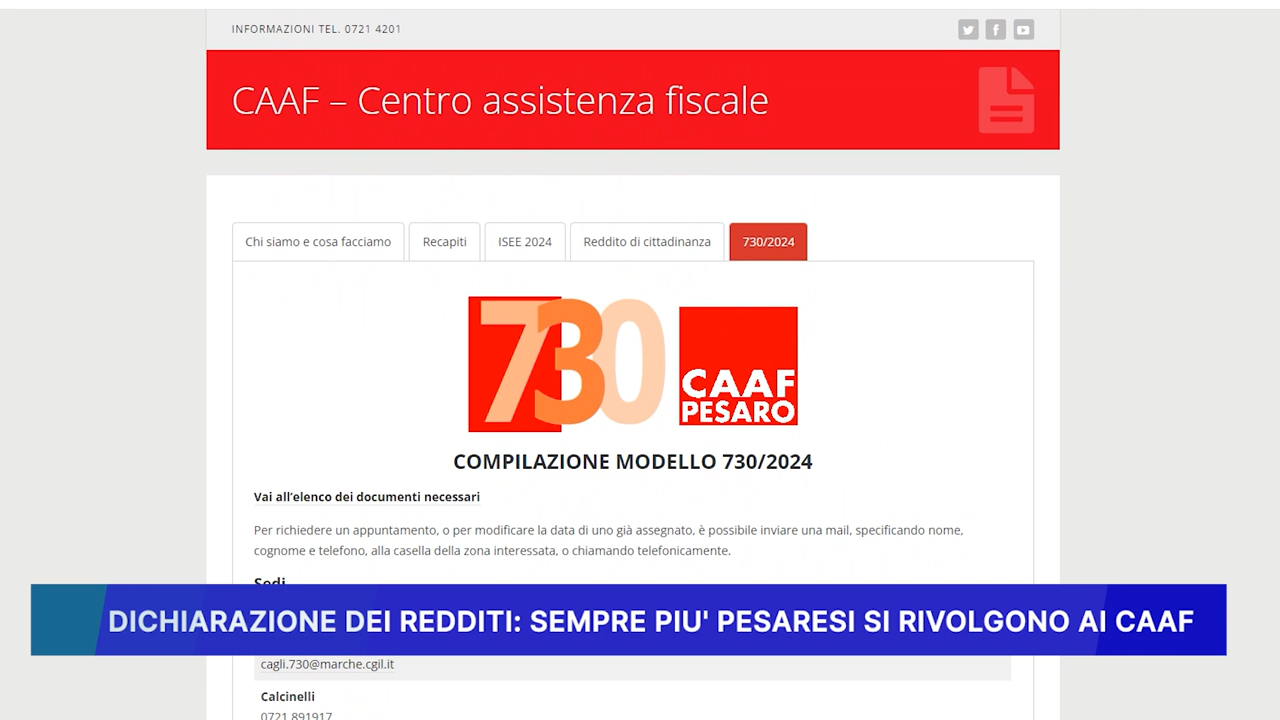 INFORMAZIONI TEL. 0721 4201
CAAF – Centro assistenza fiscale
Chi siamo e cosa facciamo
Recapiti
ISEE 2024
Reddito di cittadinanza
730/2024
730
CAAF
PESARO
COMPILAZIONE MODELLO 730/2024
Vai all'elenco dei documenti necessari
Per richiedere un appuntamento, o per modificare la data di uno già assegnato, è possibile inviare una mail, specificando nome,
cognome e telefono, alla casella della zona interessata, o chiamando telefonicamente.
Sedi
DICHIARAZIONE DEI REDDITI: SEMPRE PIU' PESARESI SI RIVOLGONO AI CAAF
cagli.730@marche.cgil.it
Calcinelli
0721 891917